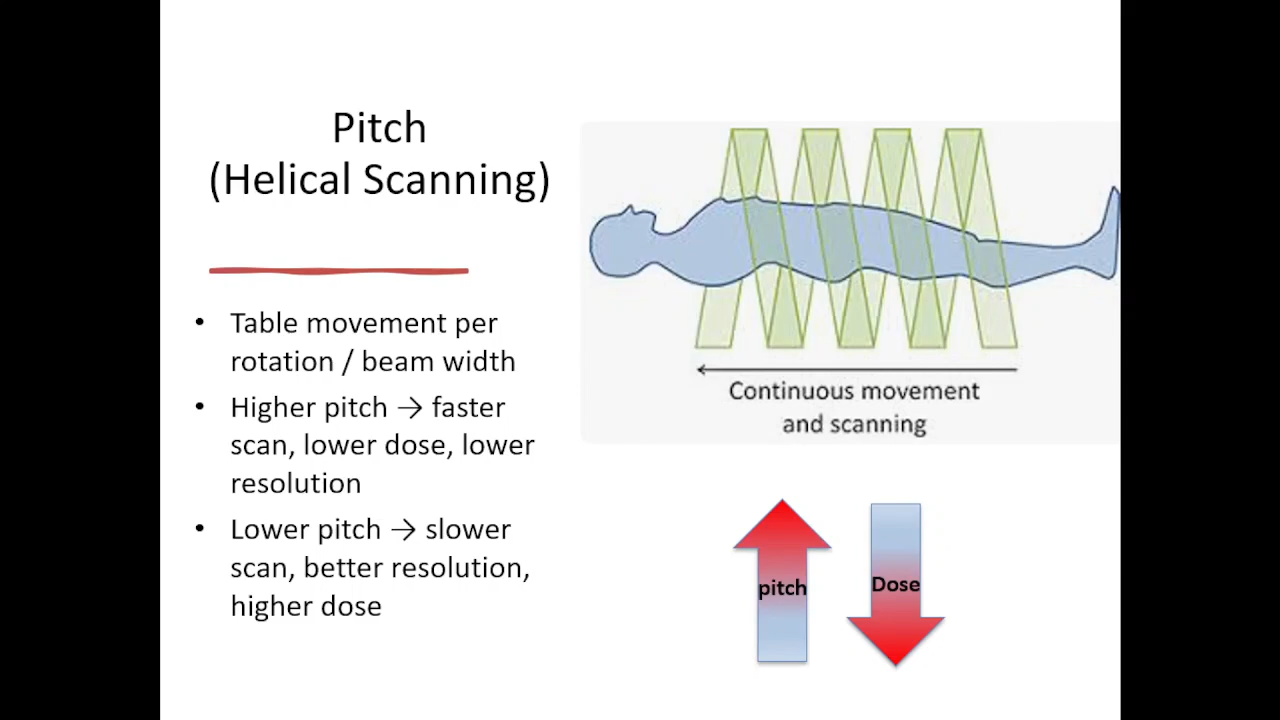 Pitch
(Helical Scanning)
• Table movement per
rotation / beam width
• Higher pitch → faster
scan, lower dose, lower
resolution
• Lower pitch → slower
scan, better resolution,
higher dose
Continuous movement
and scanning
pitch
Dose